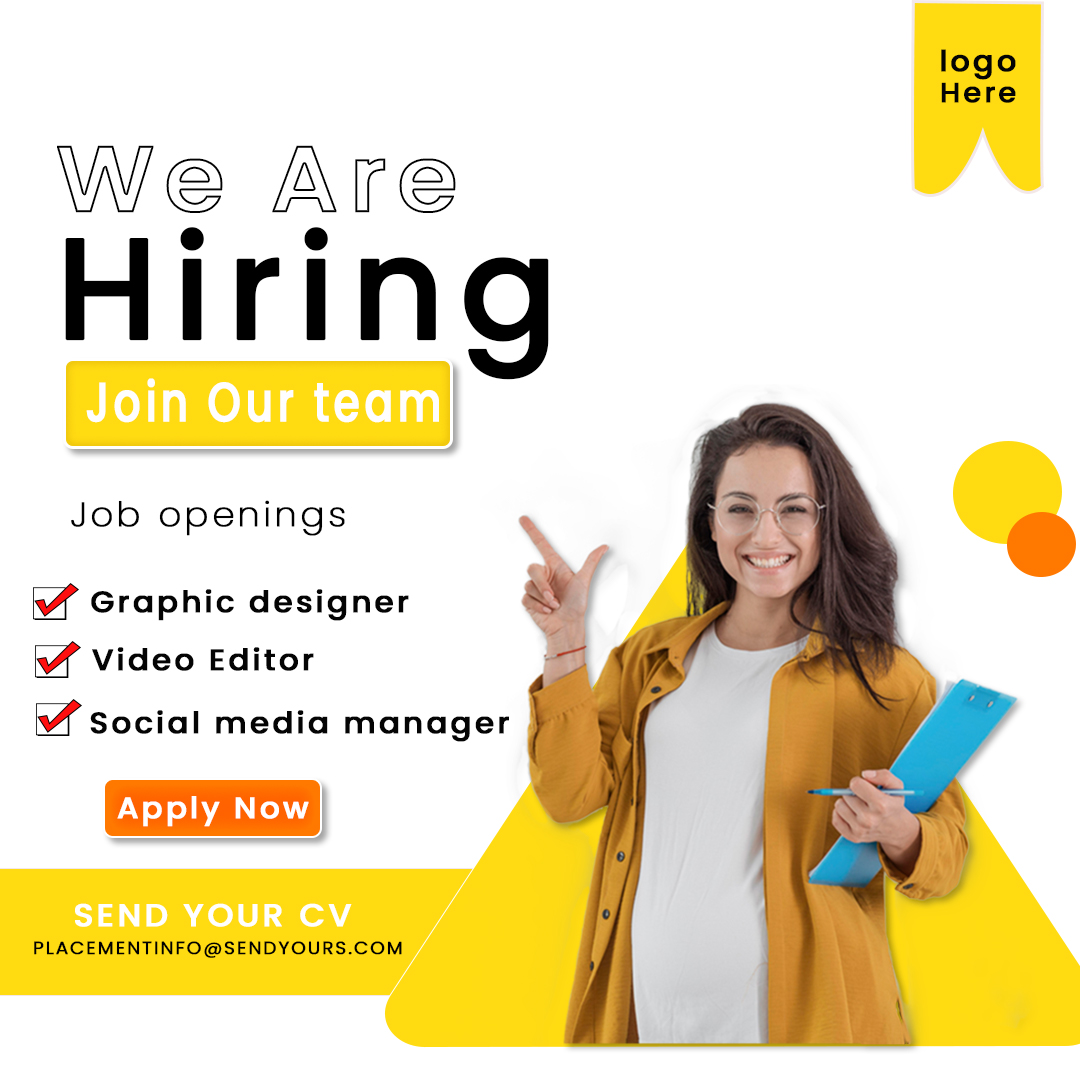 logo
Here
We Are
Hiring
Join Our team
Job openings
Graphic designer
Video Editor
Social media manager
Apply Now
SEND YOUR CV
PLACEMENTINFO@SENDYOURS.COM